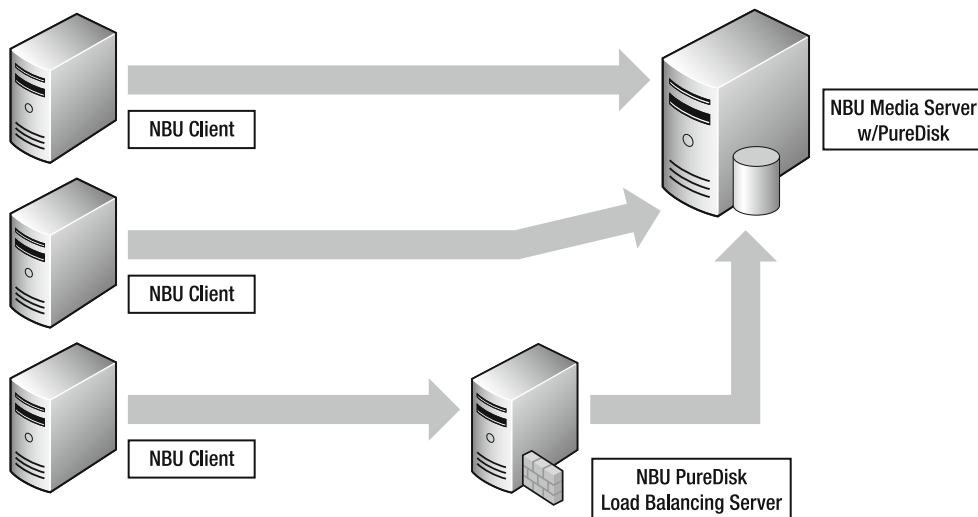 NBU Client
NBU Media Server
w/PureDisk
NBU Client
NBU Client
NBU PureDisk
Load Balancing Server